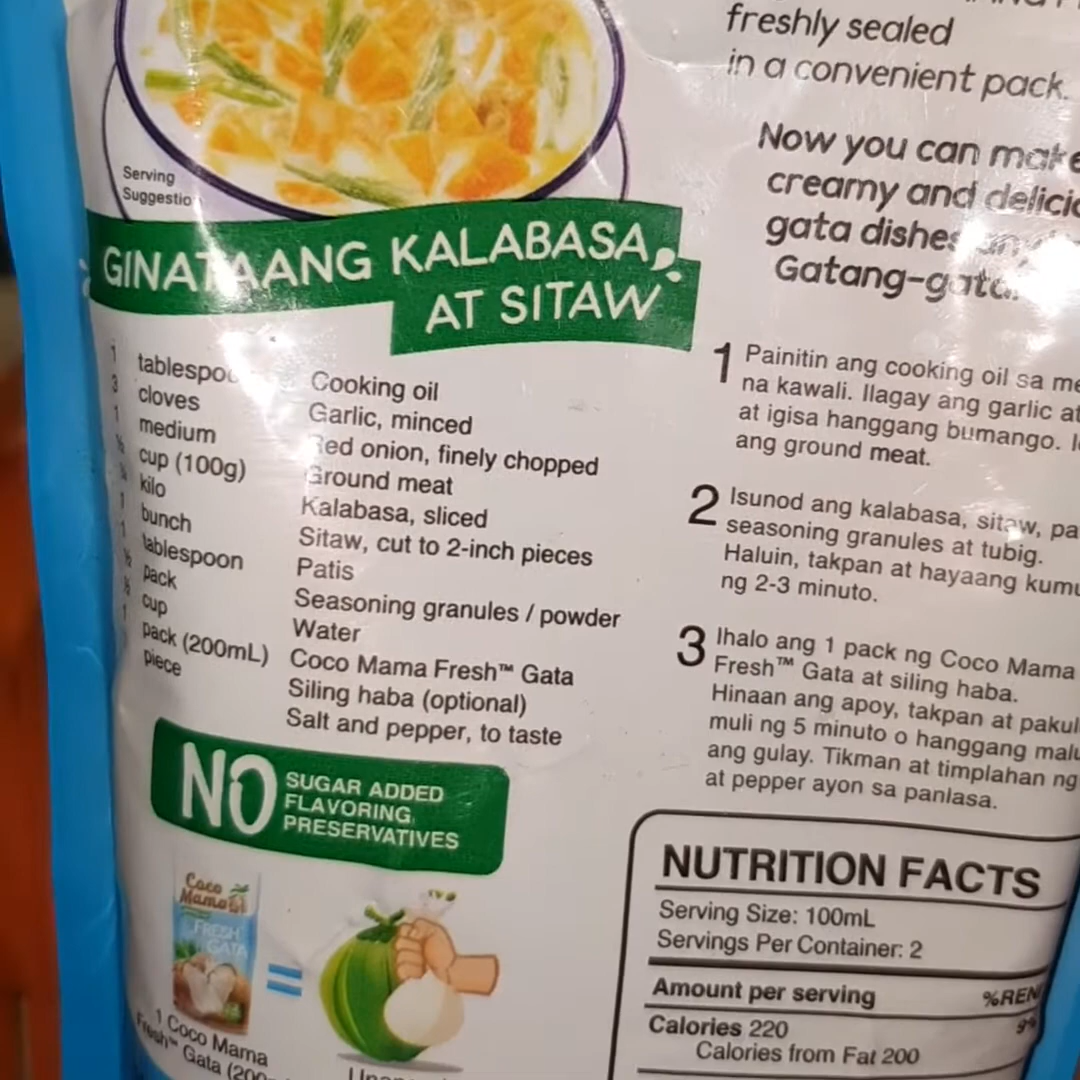 freshly sealed
in a convenient pack.
Now you can make
creamy and
gata dishes
Serving
Suggestion
GINATAANG KALABASA
AT SITAW
1 Cooking oil
3 cloves Garlic, minced
1 medium Red onion, finely chopped
cup (100g) Ground meat
kilo Kalabasa, sliced
1 bunch Sitaw, cut to 2-inch pieces
1 tablespoon Patis
pack Seasoning granules / powder
cup Water
1 pack (200mL) Coco Mama Fresh™ Gata
piece Siling haba (optional)
Salt and pepper, to taste
1 Painitin ang cooking oil sa
na kawali. Ilagay ang garlic at
at igisa hanggang bumango.
ang ground meat.
2 Isunod ang kalabasa, sitaw,
seasoning granules at tubig.
Haluin, takpan at hayaang
ng 2-3 minuto.
3 Ihalo ang 1 pack ng Coco Mama
Fresh™ Gata at siling haba.
Hinaan ang apoy, takpan at
muli ng 5 minuto o hanggang
ang gulay. Tikman at timplahan ng
at pepper ayon sa panlasa.
NO SUGAR ADDED
FLAVORING
PRESERVATIVES
Coco
Mama
FRESH
GATA
=
1 Coco Mama
Fresh™ Gata
NUTRITION FACTS
Serving Size: 100mL
Servings Per Container: 2
Amount per serving
Calories 220
Calories from Fat 200